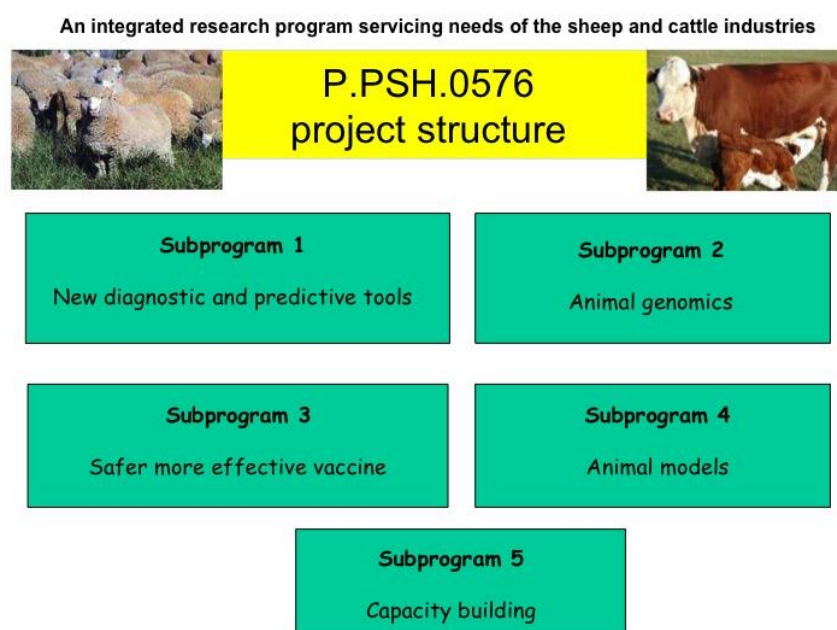 An integrated research program servicing needs of the sheep and cattle industries
P.PSH.0576
project structure
Subprogram 1
New diagnostic and predictive tools
Subprogram 2
Animal genomics
Subprogram 3
Safer more effective vaccine
Subprogram 4
Animal models
Subprogram 5
Capacity building